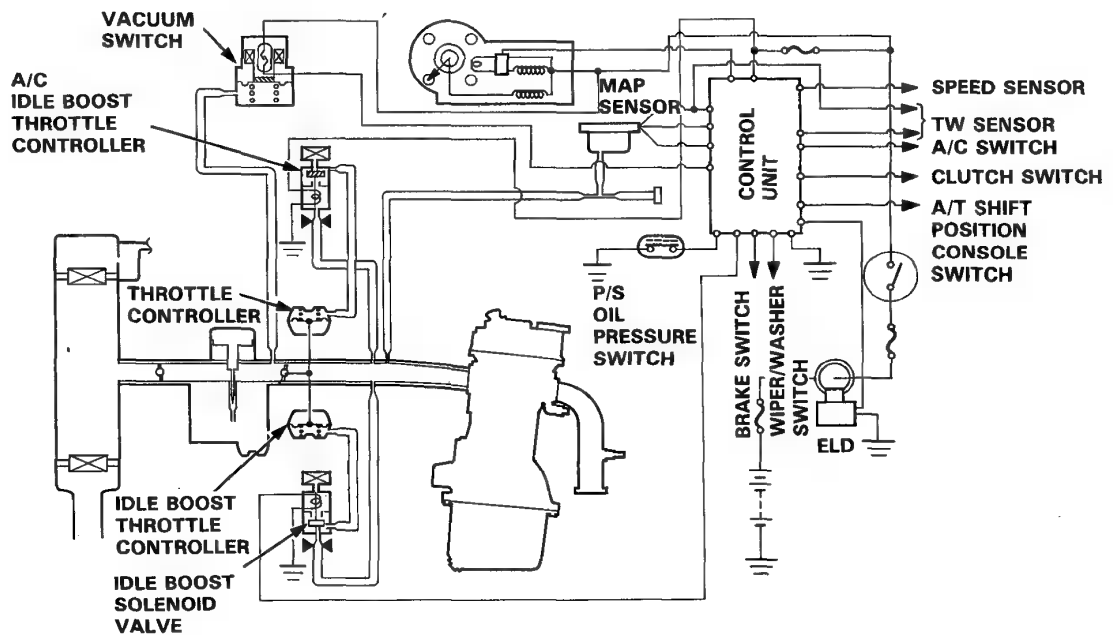 VACUUM
SWITCH
A/C
IDLE BOOST
THROTTLE
CONTROLLER
MAP
SENSOR
CONTROL
UNIT
SPEED SENSOR
TW SENSOR
A/C SWITCH
CLUTCH SWITCH
A/T SHIFT
POSITION
CONSOLE
SWITCH
THROTTLE
CONTROLLER
P/S
OIL
PRESSURE
SWITCH
BRAKE SWITCH
WIPER/WASHER
SWITCH
ELD
IDLE BOOST
THROTTLE
CONTROLLER
IDLE BOOST
SOLENOID
VALVE